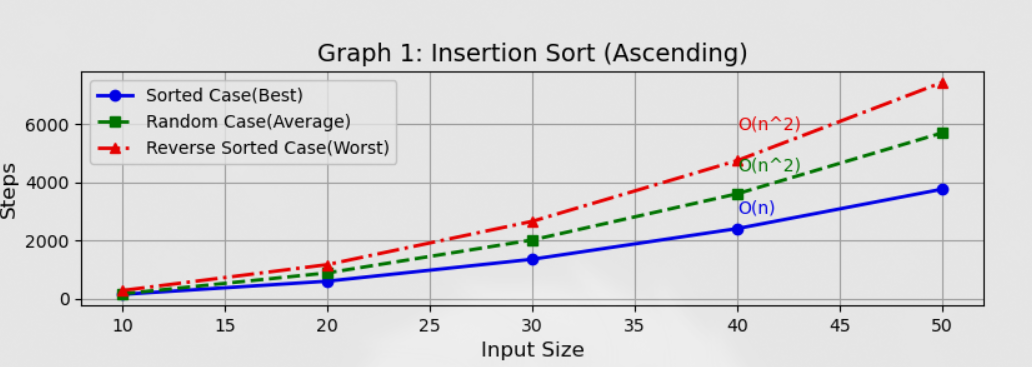 Graph 1: Insertion Sort (Ascending)
Sorted Case(Best)
Random Case(Average)
Reverse Sorted Case(Worst)
Steps
6000
4000
2000
0
O(n^2)
O(n^2)
O(n)
10 15 20 25 30 35 40 45 50
Input Size